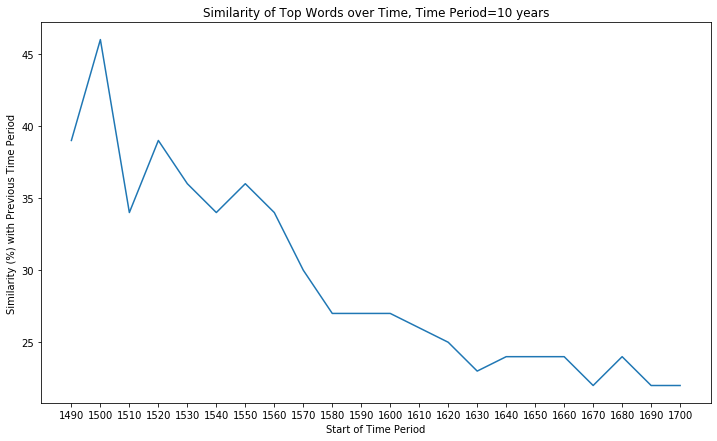 Similarity of Top Words over Time, Time Period=10 years
Similarity (%) with Previous Time Period
45
40
35
30
25
1490 1500 1510 1520 1530 1540 1550 1560 1570 1580 1590 1600 1610 1620 1630 1640 1650 1660 1670 1680 1690 1700
Start of Time Period